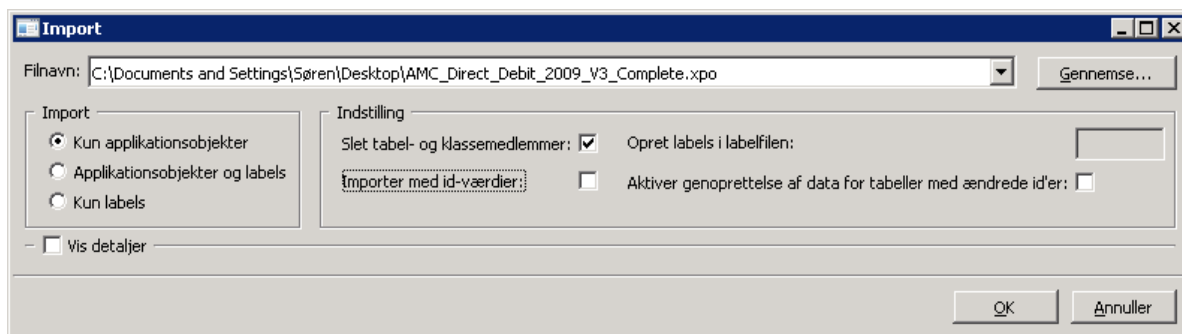 Import
Filnavn: C:\Documents and Settings\Søren\Desktop\AMC_Direct_Debit_2009_V3_Complete.xpo Gennemse...
Import
Kun applikationsobjekter
Applikationsobjekter og labels
Kun labels
Indstilling
Slet tabel- og klassemedlemmer: Opret labels i labelfilen:
Importer med id-værdier: Aktiver genoprettelse af data for tabeller med ændrede id'er:
Vis detaljer
OK Annuller